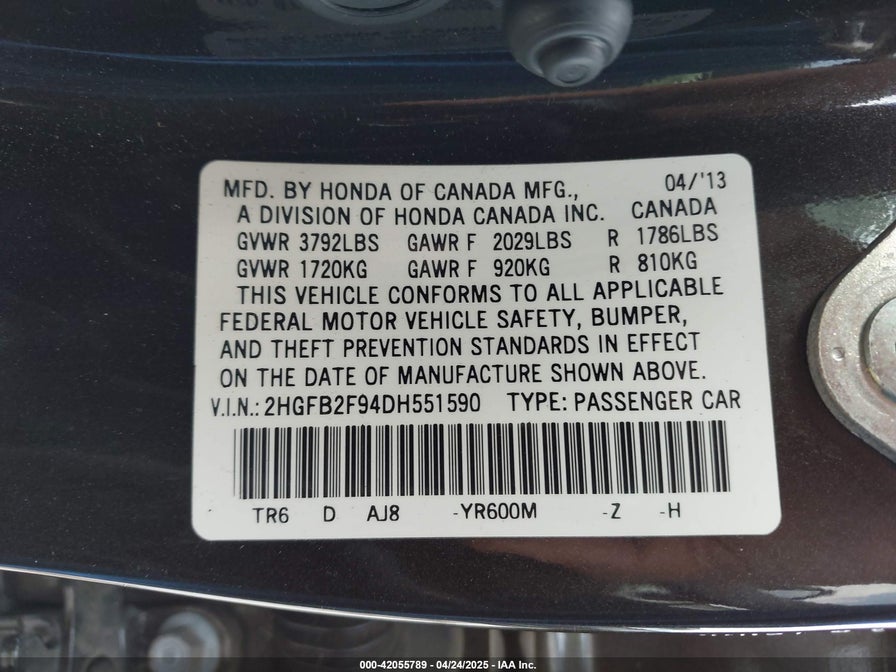 MFD. BY HONDA OF CANADA MFG., 04/'13
A DIVISION OF HONDA CANADA INC. CANADA
GVWR 3792LBS GAWR F 2029LBS R 1786LBS
GVWR 1720KG GAWR F 920KG R 810KG
THIS VEHICLE CONFORMS TO ALL APPLICABLE
FEDERAL MOTOR VEHICLE SAFETY, BUMPER,
AND THEFT PREVENTION STANDARDS IN EFFECT
ON THE DATE OF MANUFACTURE SHOWN ABOVE.
V.I.N.: 2HGFB2F94DH551590 TYPE: PASSENGER CAR
TR6 D AJ8 -YR600M -Z -H
000-42055789 - 04/24/2025 - IAA Inc.